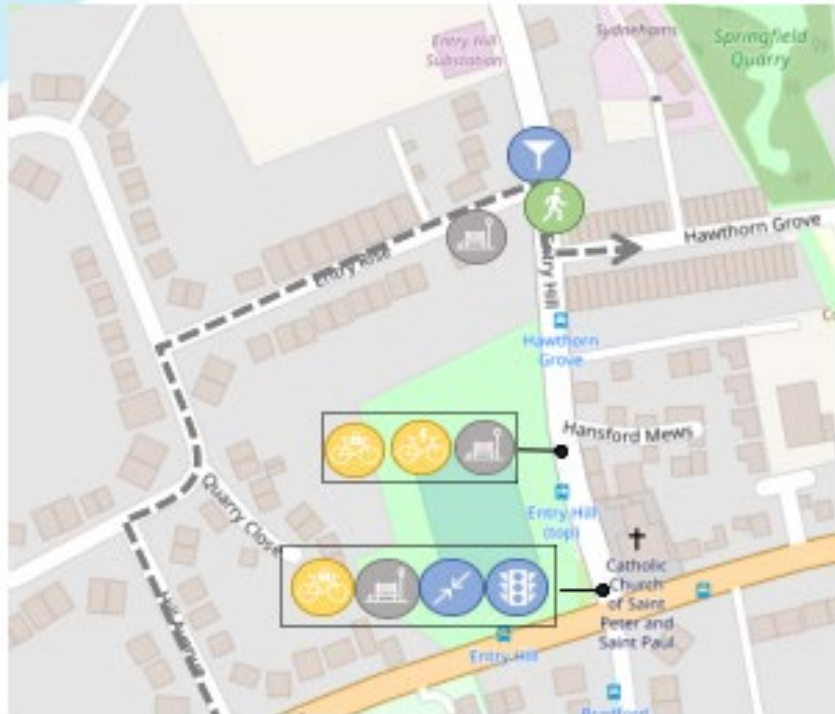 Entry Hill
Substation
Sydnehams
Springfield
Quarry
Entry Rise
Entry Hill
Hawthorn Grove
Hawthorn
Grove
Hansford Mews
Quarry Close
Entry Hill
(top)
Catholic
Church
of Saint
Peter and
Saint Paul
Entry Hill